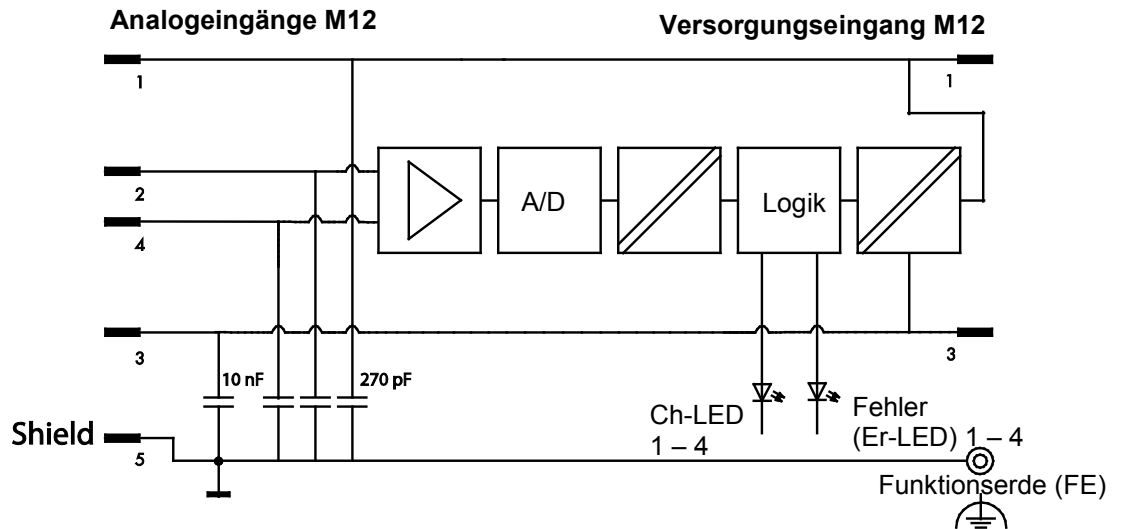 Analogeingänge M12
Versorgungseingang M12
1
1
2
A/D
Logik
4
3
3
10 nF
270 pF
Ch-LED
1 – 4
Fehler
(Er-LED) 1 – 4
Shield
5
Funktionserde (FE)